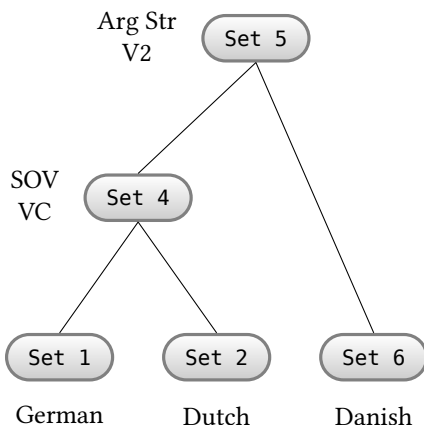 Arg Str
V2
Set 5
SOV
VC
Set 4
Set 1
Set 2
Set 6
German
Dutch
Danish